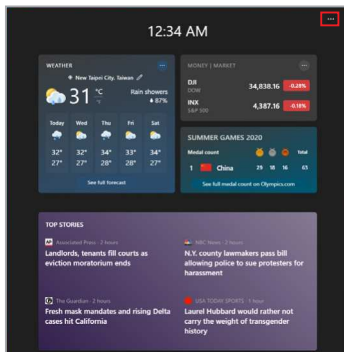 12:34 AM
WEATHER
New Taipei City, Taiwan
31 °C
Rain showers
87%
Today Wed Thu Fri Sat
32° 32° 34° 33° 34°
27° 27° 28° 28° 27°
See full forecast
MONEY | MARKET
DJI
DOW
34,838.16 -0.28%
INX
S&P 500
4,387.16 -0.18%
SUMMER GAMES 2020
Medal count Total
1 China 29 18 16 63
See full medal count on Olympics.com
TOP STORIES
Associated Press · 2 hours
Landlords, tenants fill courts as
eviction moratorium ends
NBC News · 2 hours
N.Y. county lawmakers pass bill
allowing police to sue protesters for
harassment
The Guardian · 2 hours
Fresh mask mandates and rising Delta
cases hit California
USA TODAY SPORTS · 1 hour
Laurel Hubbard would rather not
carry the weight of transgender
history